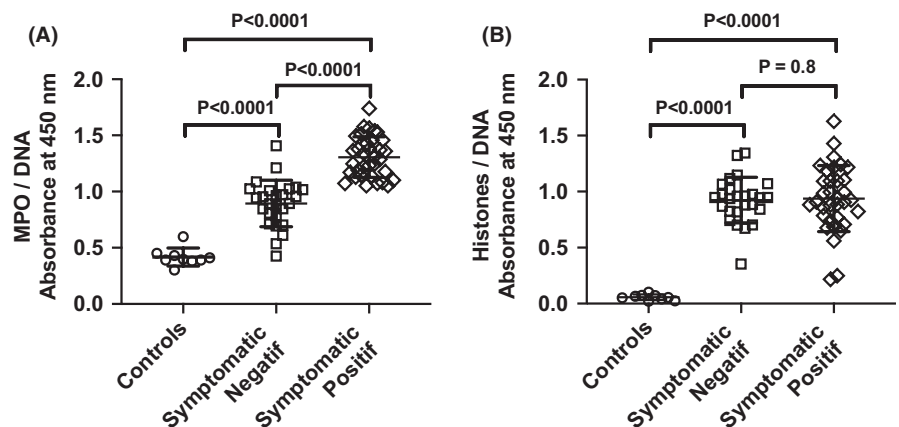 (A)
P<0.0001
P<0.0001
P<0.0001
MPO / DNA
Absorbance at 450 nm
2.0
1.5
1.0
0.5
0.0
Controls
Symptomatic
Negatif
Symptomatic
Positif
(B)
P<0.0001
P = 0.8
P<0.0001
Histones / DNA
Absorbance at 450 nm
2.0
1.5
1.0
0.5
0.0
Controls
Symptomatic
Negatif
Symptomatic
Positif